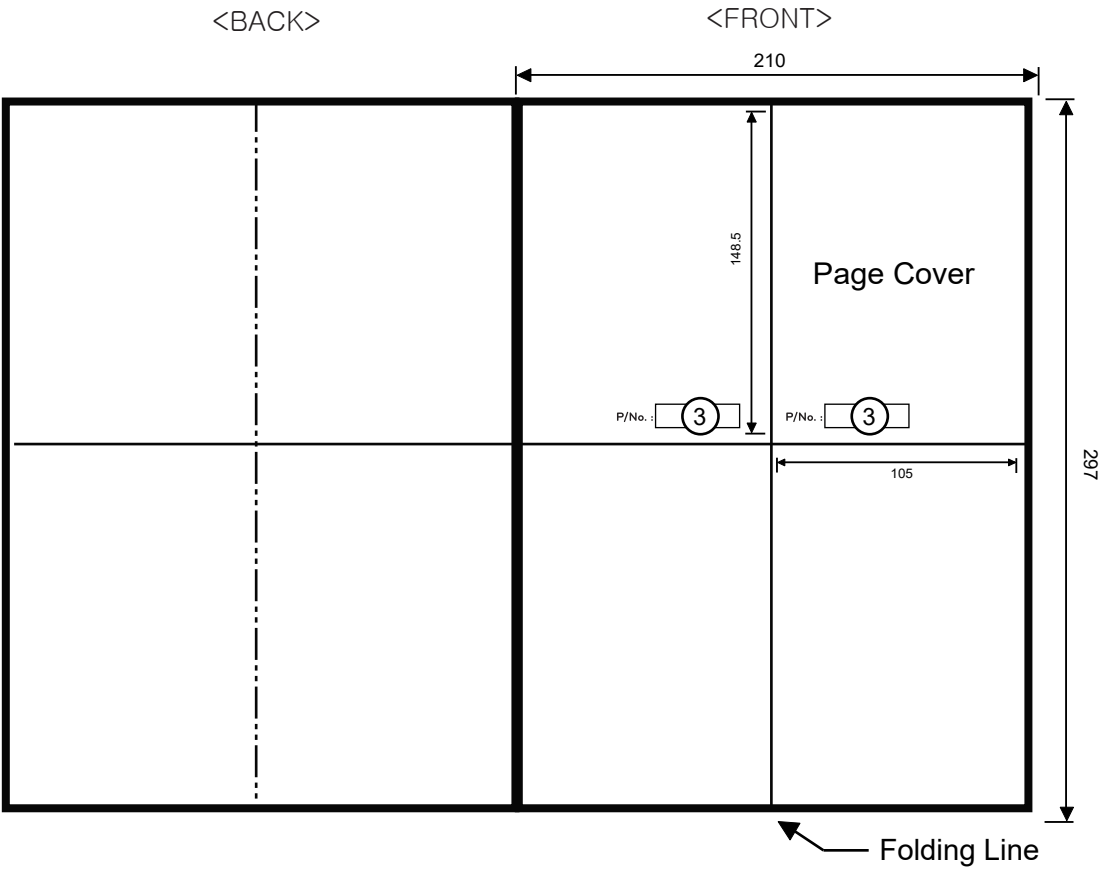 <BACK>
<FRONT>
210
148.5
Page Cover
P/No. : 3
P/No. : 3
105
297
Folding Line